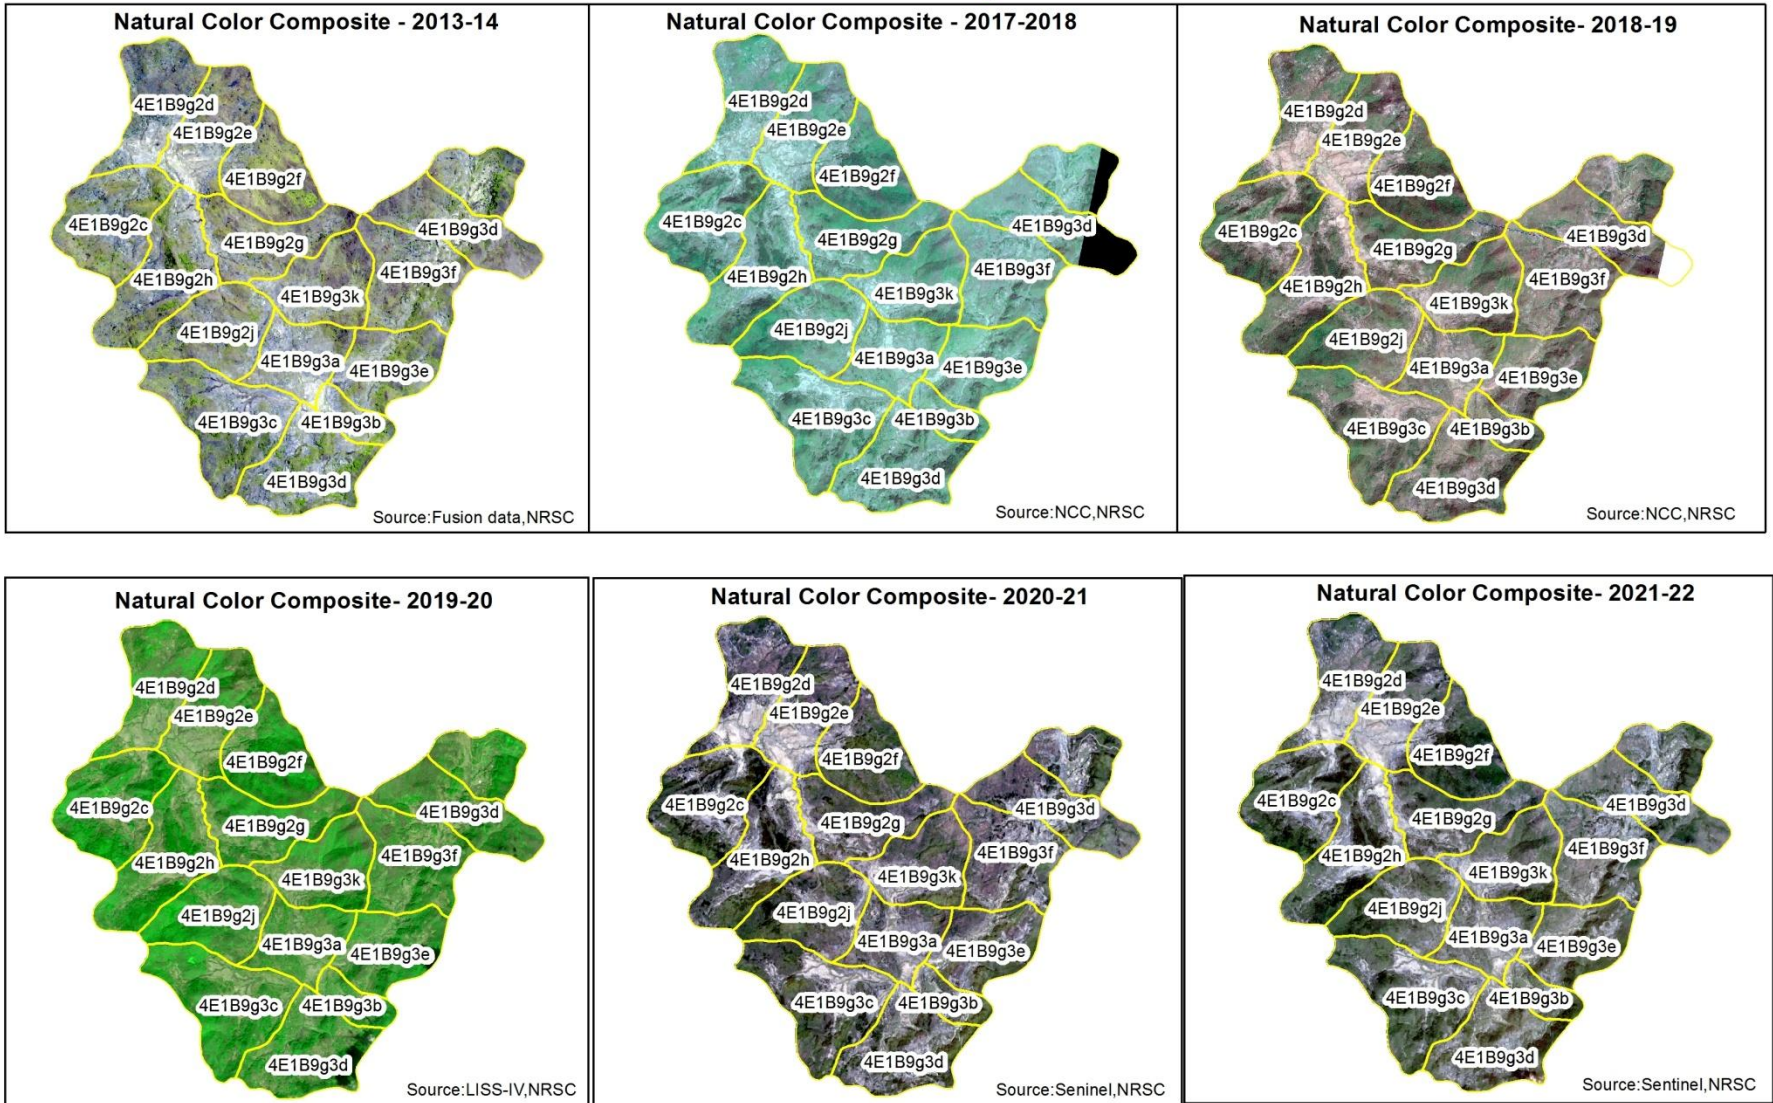 Natural Color Composite - 2013-14
4E1B9g2d
4E1B9g2e
4E1B9g2f
4E1B9g2c
4E1B9g3d
4E1B9g2g
4E1B9g3f
4E1B9g2h
4E1B9g3k
4E1B9g2j
4E1B9g3a
4E1B9g3e
4E1B9g3c
4E1B9g3b
4E1B9g3d
Source:Fusion data,NRSC
Natural Color Composite - 2017-2018
4E1B9g2d
4E1B9g2e
4E1B9g2f
4E1B9g2c
4E1B9g3d
4E1B9g2g
4E1B9g3f
4E1B9g2h
4E1B9g3k
4E1B9g2j
4E1B9g3a
4E1B9g3e
4E1B9g3c
4E1B9g3b
4E1B9g3d
Source:NCC,NRSC
Natural Color Composite- 2018-19
4E1B9g2d
4E1B9g2e
4E1B9g2f
4E1B9g2c
4E1B9g3d
4E1B9g2g
4E1B9g3f
4E1B9g2h
4E1B9g3k
4E1B9g2j
4E1B9g3a
4E1B9g3e
4E1B9g3c
4E1B9g3b
4E1B9g3d
Source:NCC,NRSC
Natural Color Composite- 2019-20
4E1B9g2d
4E1B9g2e
4E1B9g2f
4E1B9g2c
4E1B9g3d
4E1B9g2g
4E1B9g3f
4E1B9g2h
4E1B9g3k
4E1B9g2j
4E1B9g3a
4E1B9g3e
4E1B9g3c
4E1B9g3b
4E1B9g3d
Source:LISS-IV,NRSC
Natural Color Composite- 2020-21
4E1B9g2d
4E1B9g2e
4E1B9g2f
4E1B9g2c
4E1B9g3d
4E1B9g2g
4E1B9g3f
4E1B9g2h
4E1B9g3k
4E1B9g2j
4E1B9g3a
4E1B9g3e
4E1B9g3c
4E1B9g3b
4E1B9g3d
Source:Seninel,NRSC
Natural Color Composite- 2021-22
4E1B9g2d
4E1B9g2e
4E1B9g2f
4E1B9g2c
4E1B9g3d
4E1B9g2g
4E1B9g3f
4E1B9g2h
4E1B9g3k
4E1B9g2j
4E1B9g3a
4E1B9g3e
4E1B9g3c
4E1B9g3b
4E1B9g3d
Source:Sentinel,NRSC